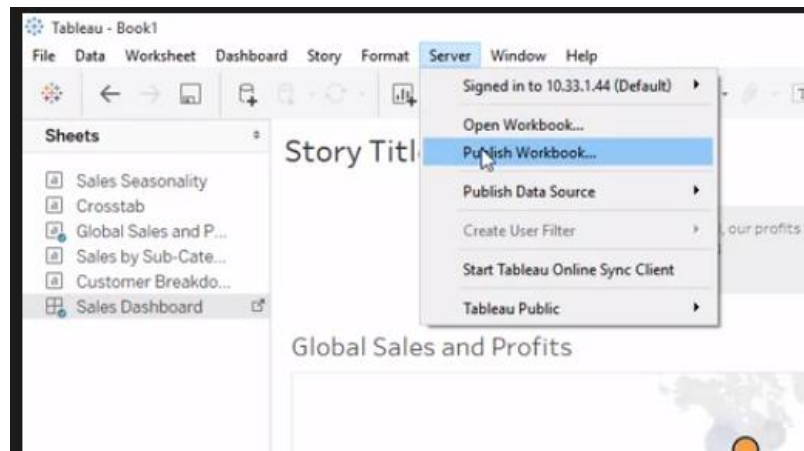 Tableau - Book1
File Data Worksheet Dashboard Story Format Server Window Help
Signed in to 10.33.1.44 (Default)
Open Workbook...
Publish Workbook...
Publish Data Source
Create User Filter
Start Tableau Online Sync Client
Tableau Public
Sheets
Sales Seasonality
Crosstab
Global Sales and P...
Sales by Sub-Cate...
Customer Breakdo...
Sales Dashboard
Story Titl
, our profits
Global Sales and Profits